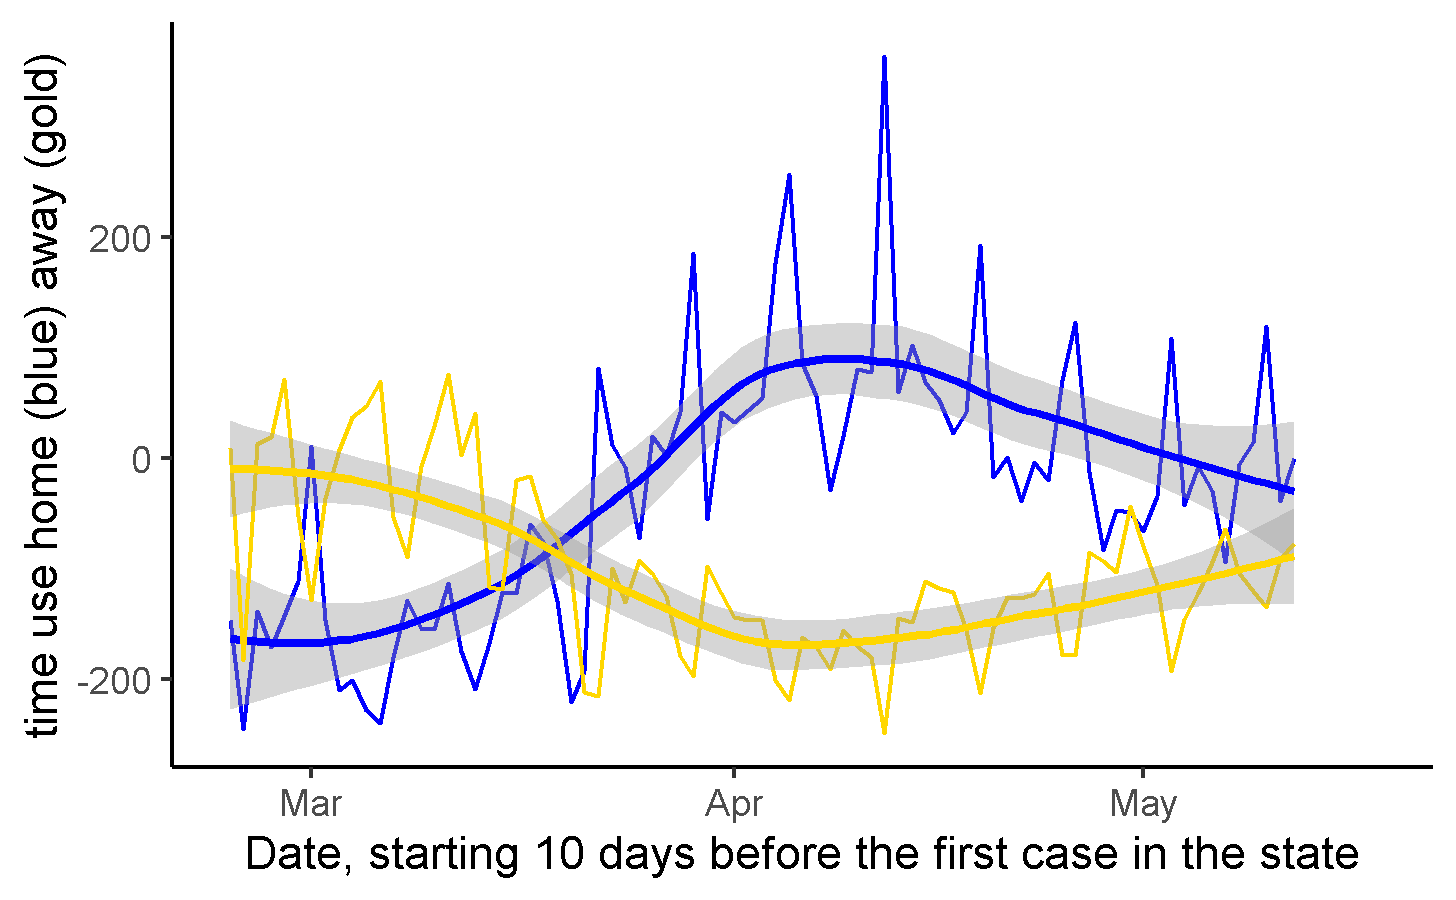 time use home (blue) away (gold)
200
0
-200
Mar Apr May
Date, starting 10 days before the first case in the state